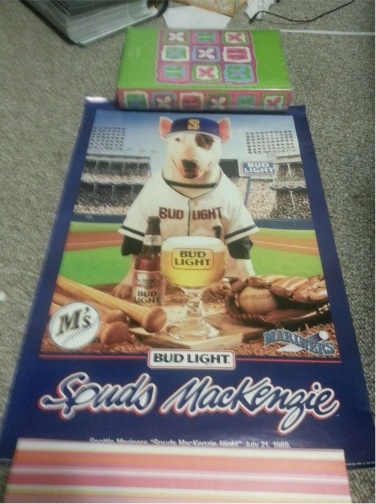 S
BUD
LIGHT
BUD LIGHT
BUD
LIGHT
BUD
LIGHT
M's
MARINERS
BUD LIGHT.
Spuds MacKenzie
Seattle Mariners "Spuds MacKenzie Night" July 21, 1989